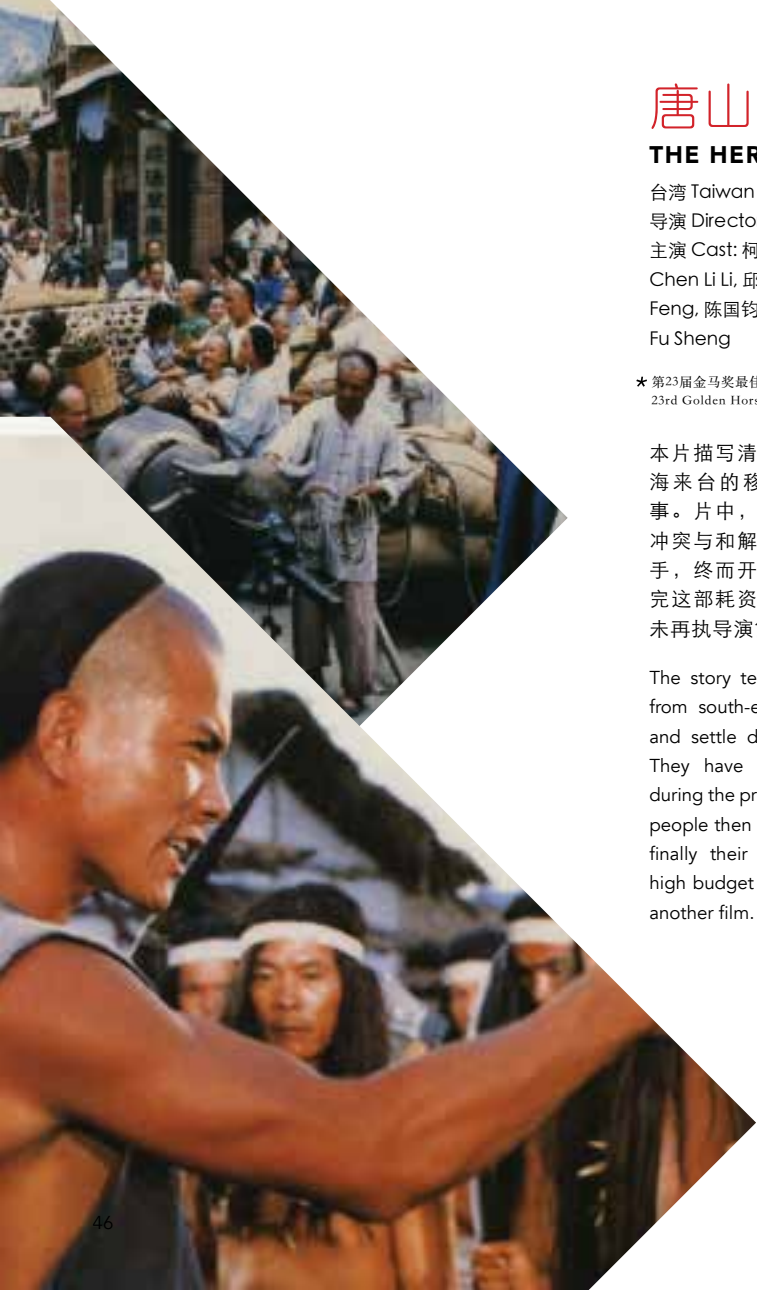 唐山
THE HER
台湾 Taiwan
导演 Directo
主演 Cast: 柯
Chen Li Li, 邱
Feng, 陈国钧
Fu Sheng
* 第23届金马奖最佳
23rd Golden Hors
本片描写清
海来台的移
事。片中，
冲突与和解
手，终而开
完这部耗资
未再执导演
The story te
from south-e
and settle d
They have
during the pr
people then
finally their
high budget
another film.
46